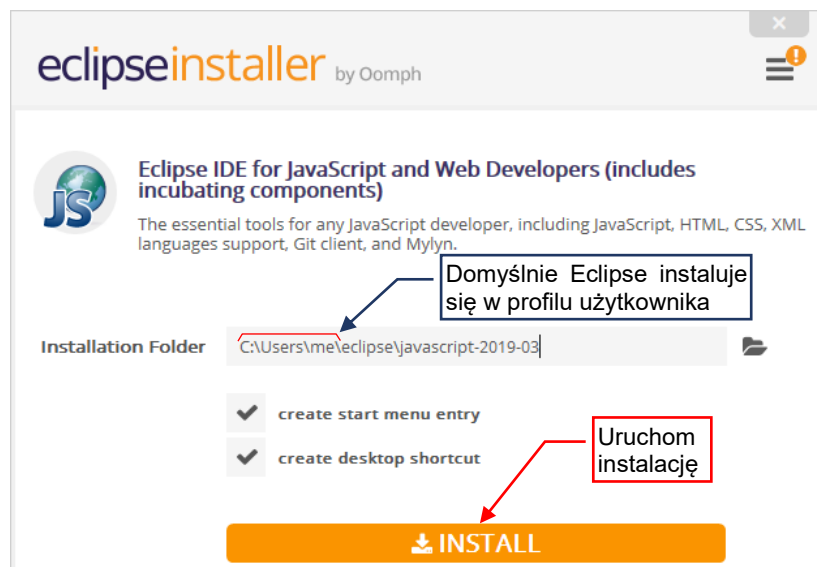 eclipseinstaller by Oomph
Eclipse IDE for JavaScript and Web Developers (includes
incubating components)
The essential tools for any JavaScript developer, including JavaScript, HTML, CSS, XML
languages support, Git client, and Mylyn.
Domyślnie Eclipse instaluje
się w profilu użytkownika
Installation Folder C:\Users\me\eclipse\javascript-2019-03
create start menu entry
create desktop shortcut
Uruchom
instalację
INSTALL